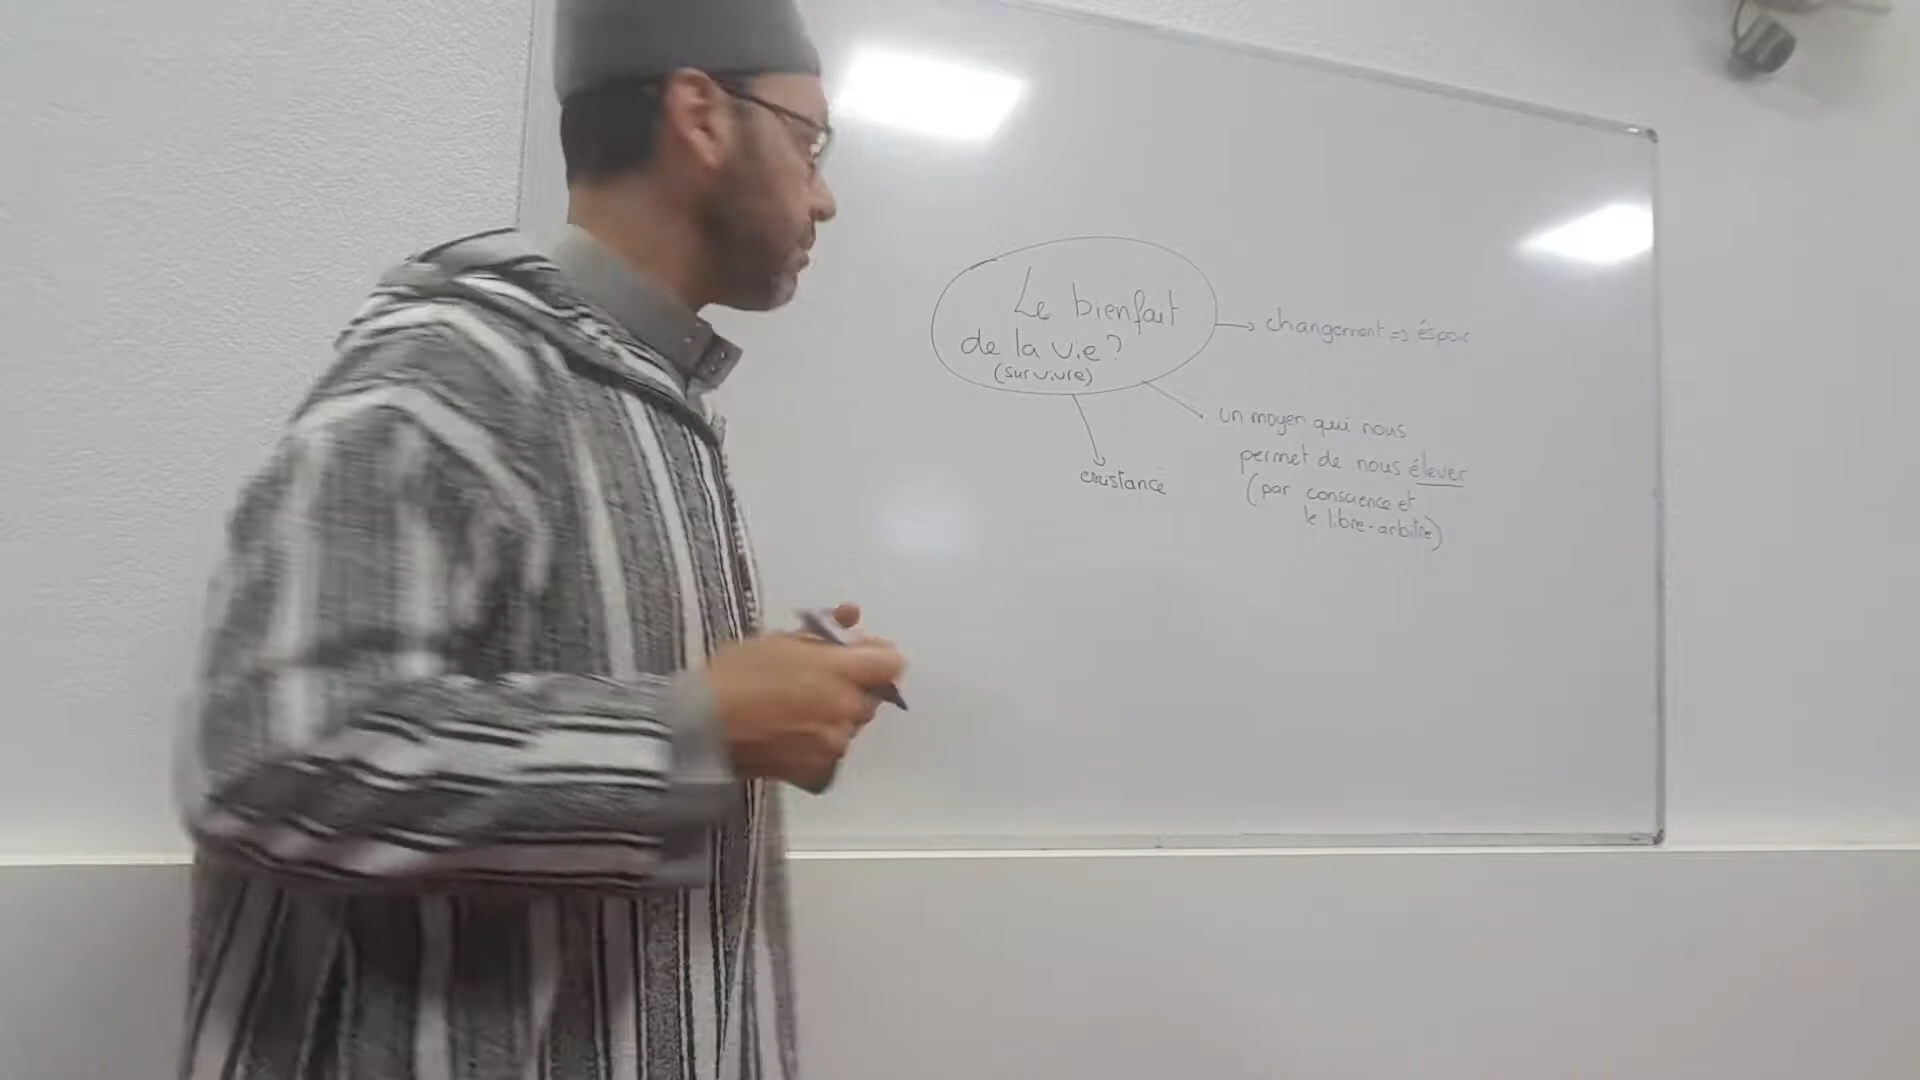 Le bienfait
de la vie?
(survivre)
changement => éspoir
un moyen qui nous
permet de nous élever
(par conscience et
le libre-arbitre)
existance